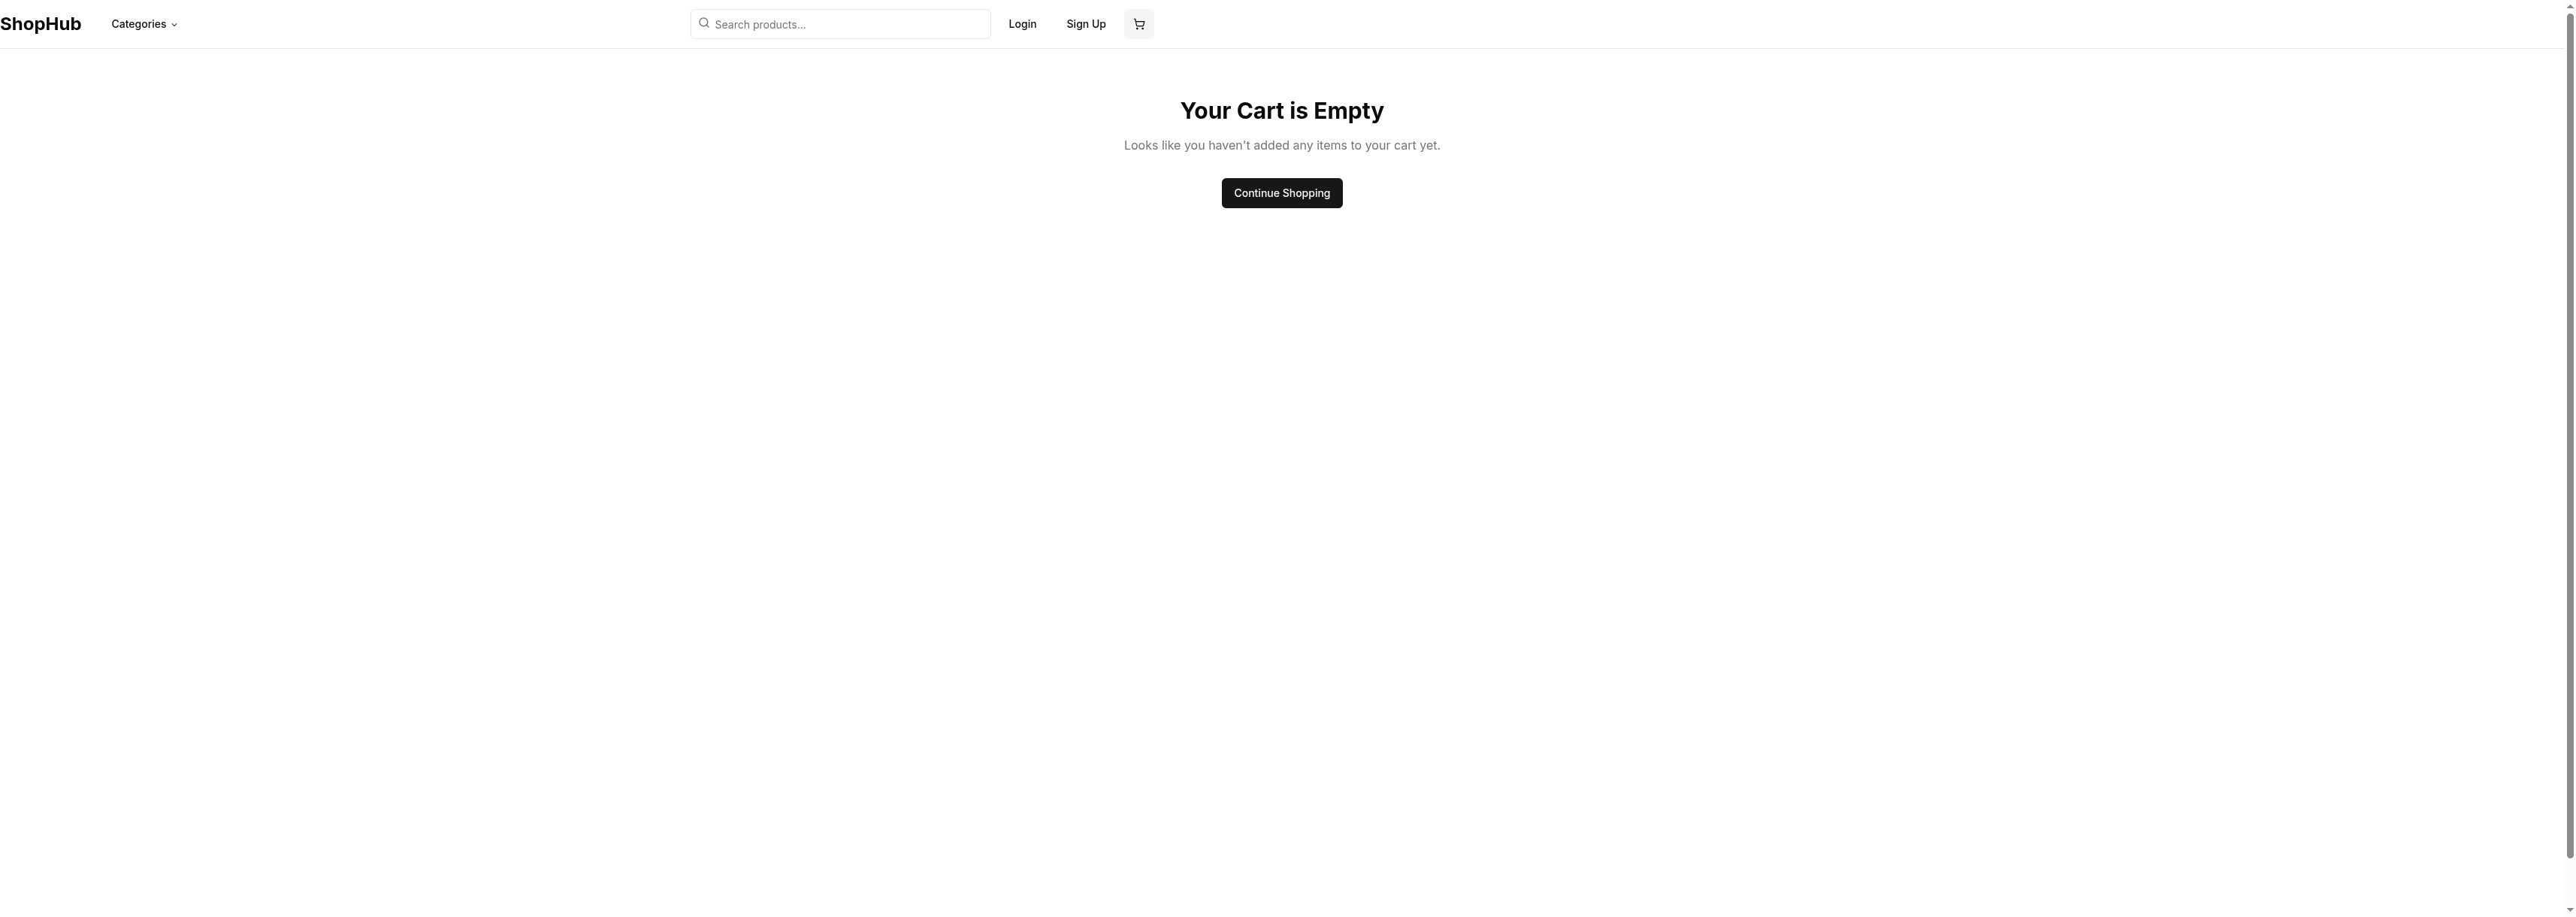 ShopHub
Categories
Search products...
Login
Sign Up
Your Cart is Empty
Looks like you haven't added any items to your cart yet.
Continue Shopping